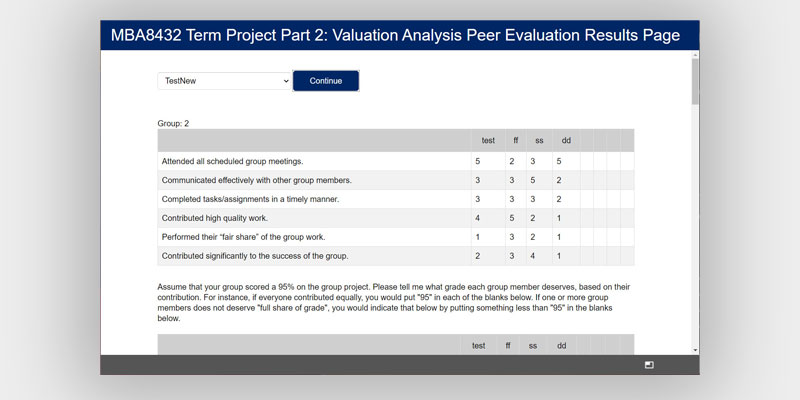 MBA8432 Term Project Part 2: Valuation Analysis Peer Evaluation Results Page
TestNew Continue
Group: 2
test ff ss dd
Attended all scheduled group meetings. 5 2 3 5
Communicated effectively with other group members. 3 3 5 2
Completed tasks/assignments in a timely manner. 3 3 3 2
Contributed high quality work. 4 5 2 1
Performed their “fair share” of the group work. 1 3 2 1
Contributed significantly to the success of the group. 2 3 4 1
Assume that your group scored a 95% on the group project. Please tell me what grade each group member deserves, based on their
contribution. For instance, if everyone contributed equally, you would put "95" in each of the blanks below. If one or more group
members does not deserve "full share of grade", you would indicate that below by putting something less than "95" in the blanks
below.
test ff ss dd